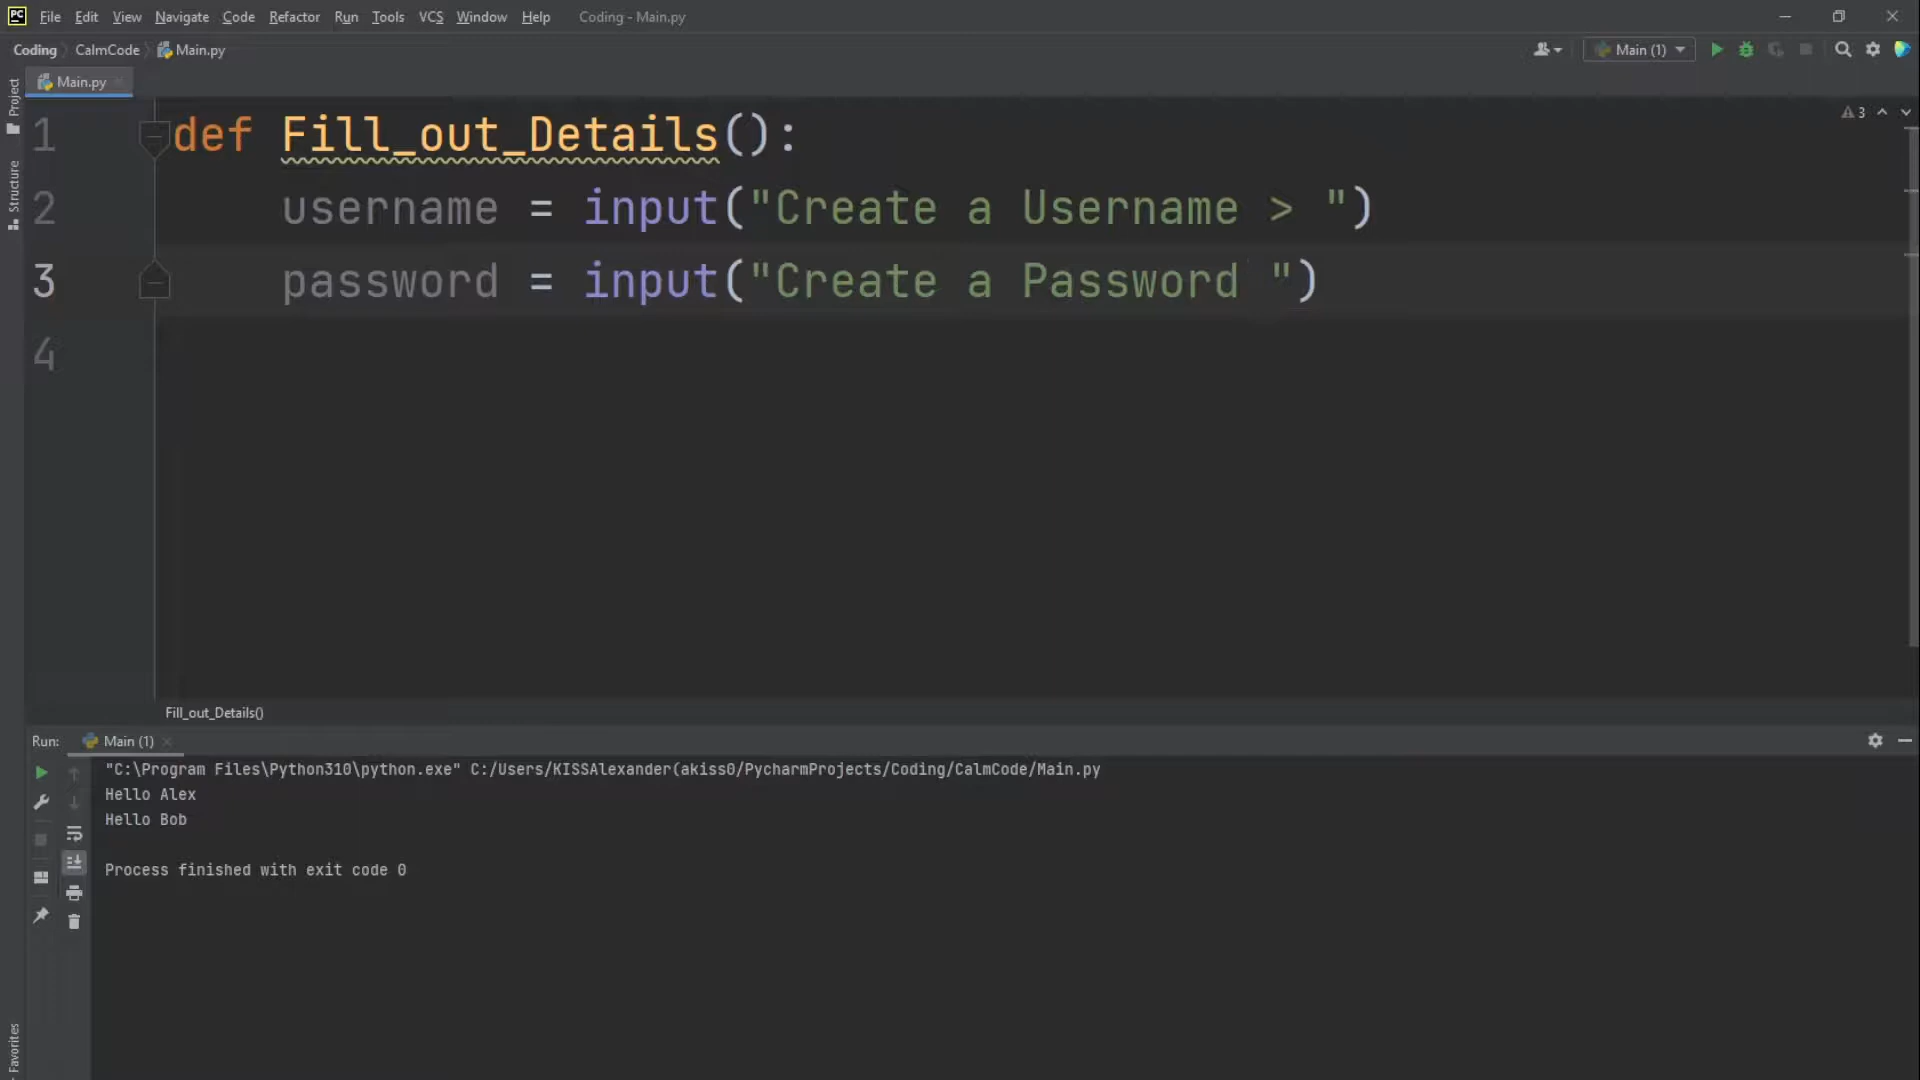 PC File Edit View Navigate Code Refactor Run Tools VCS Window Help Coding - Main.py
Coding CalmCode Main.py Main (1)
Main.py
Project
Structure
3
1 def Fill_out_Details():
2 username = input("Create a Username > ")
3 password = input("Create a Password ")
4
Fill_out_Details()
Run: Main (1)
"C:\Program Files\Python310\python.exe" C:/Users/KISSAlexander(akiss0/PycharmProjects/Coding/CalmCode/Main.py
Hello Alex
Hello Bob
Process finished with exit code 0
Favorites